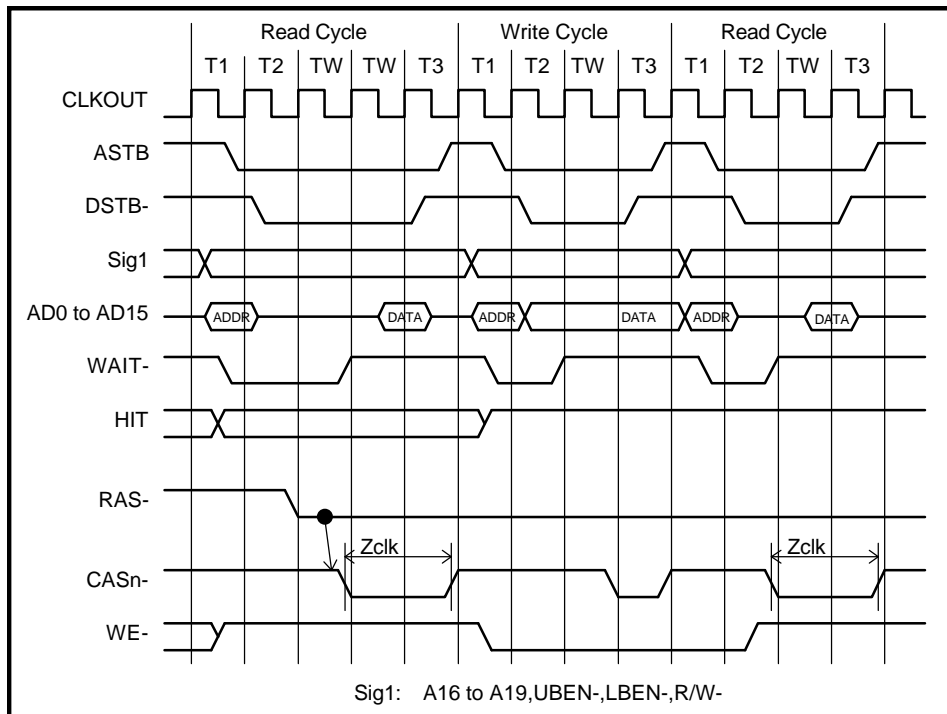 Read Cycle Write Cycle Read Cycle
T1 T2 TW TW T3 T1 T2 TW T3 T1 T2 TW T3
CLKOUT
ASTB
DSTB-
Sig1
AD0 to AD15 ADDR DATA ADDR DATA ADDR DATA
WAIT-
HIT
RAS-
Zclk Zclk
CASn-
WE-
Sig1: A16 to A19,UBEN-,LBEN-,R/W-